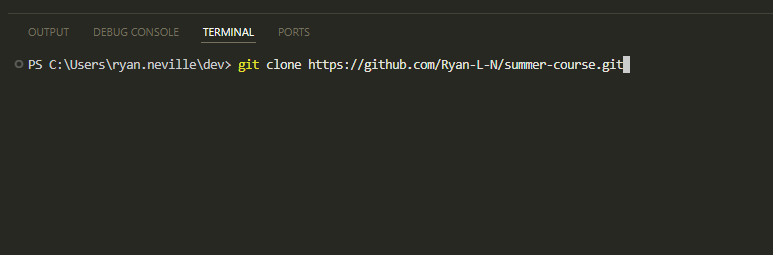 OUTPUT DEBUG CONSOLE TERMINAL PORTS
PS C:\Users\ryan.neville\dev> git clone https://github.com/Ryan-L-N/summer-course.git